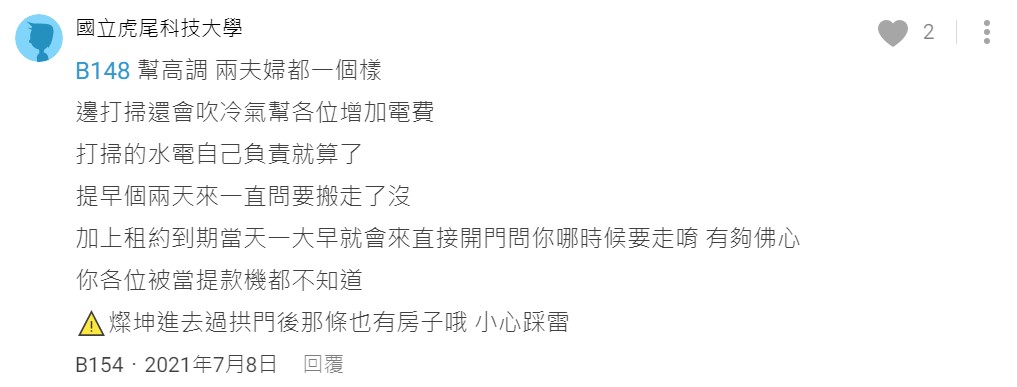 國立虎尾科技大學
2
B148 幫高調 兩夫婦都一個樣
邊打掃還會吹冷氣幫各位增加電費
打掃的水電自己負責就算了
提早個兩天來一直問要搬走了沒
加上租約到期當天一大早就會來直接開門問你哪時候要走唷 有夠佛心
你各位被當提款機都不知道
⚠️燦坤進去過拱門後那條也有房子哦 小心踩雷
B154 · 2021年7月8日 回覆